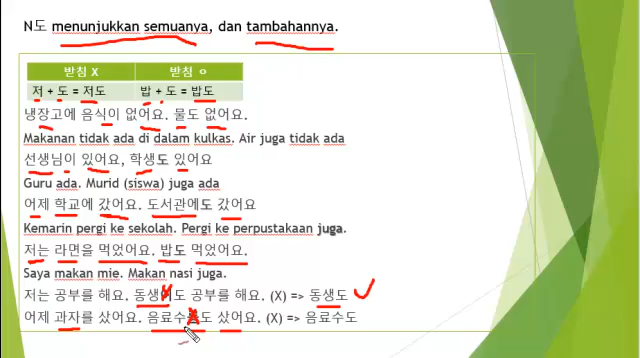 N도 menunjukkan semuanya, dan tambahannya.
받침 X 받침 ㅇ
저 + 도 = 저도 밥 + 도 = 밥도
냉장고에 음식이 없어요. 물도 없어요.
Makanan tidak ada di dalam kulkas. Air juga tidak ada
선생님이 있어요, 학생도 있어요
Guru ada. Murid (siswa) juga ada
어제 학교에 갔어요. 도서관에도 갔어요
Kemarin pergi ke sekolah. Pergi ke perpustakaan juga.
저는 라면을 먹었어요. 밥도 먹었어요.
Saya makan mie. Makan nasi juga.
저는 공부를 해요. 동생이도 공부를 해요. (X) => 동생도
어제 과자를 샀어요. 음료수도 샀어요. (X) => 음료수도